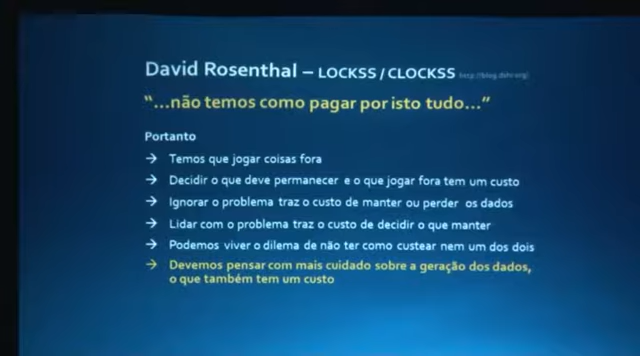 David Rosenthal – LOCKSS / CLOCKSS
“...não temos como pagar por isto tudo...”
Portanto
→ Temos que jogar coisas fora
→ Decidir o que deve permanecer e o que jogar fora tem um custo
→ Ignorar o problema traz o custo de manter ou perder os dados
→ Lidar com o problema traz o custo de decidir o que manter
→ Podemos viver o dilema de não ter como custear nem um dos dois
→ Devemos pensar com mais cuidado sobre a geração dos dados,
o que também tem um custo